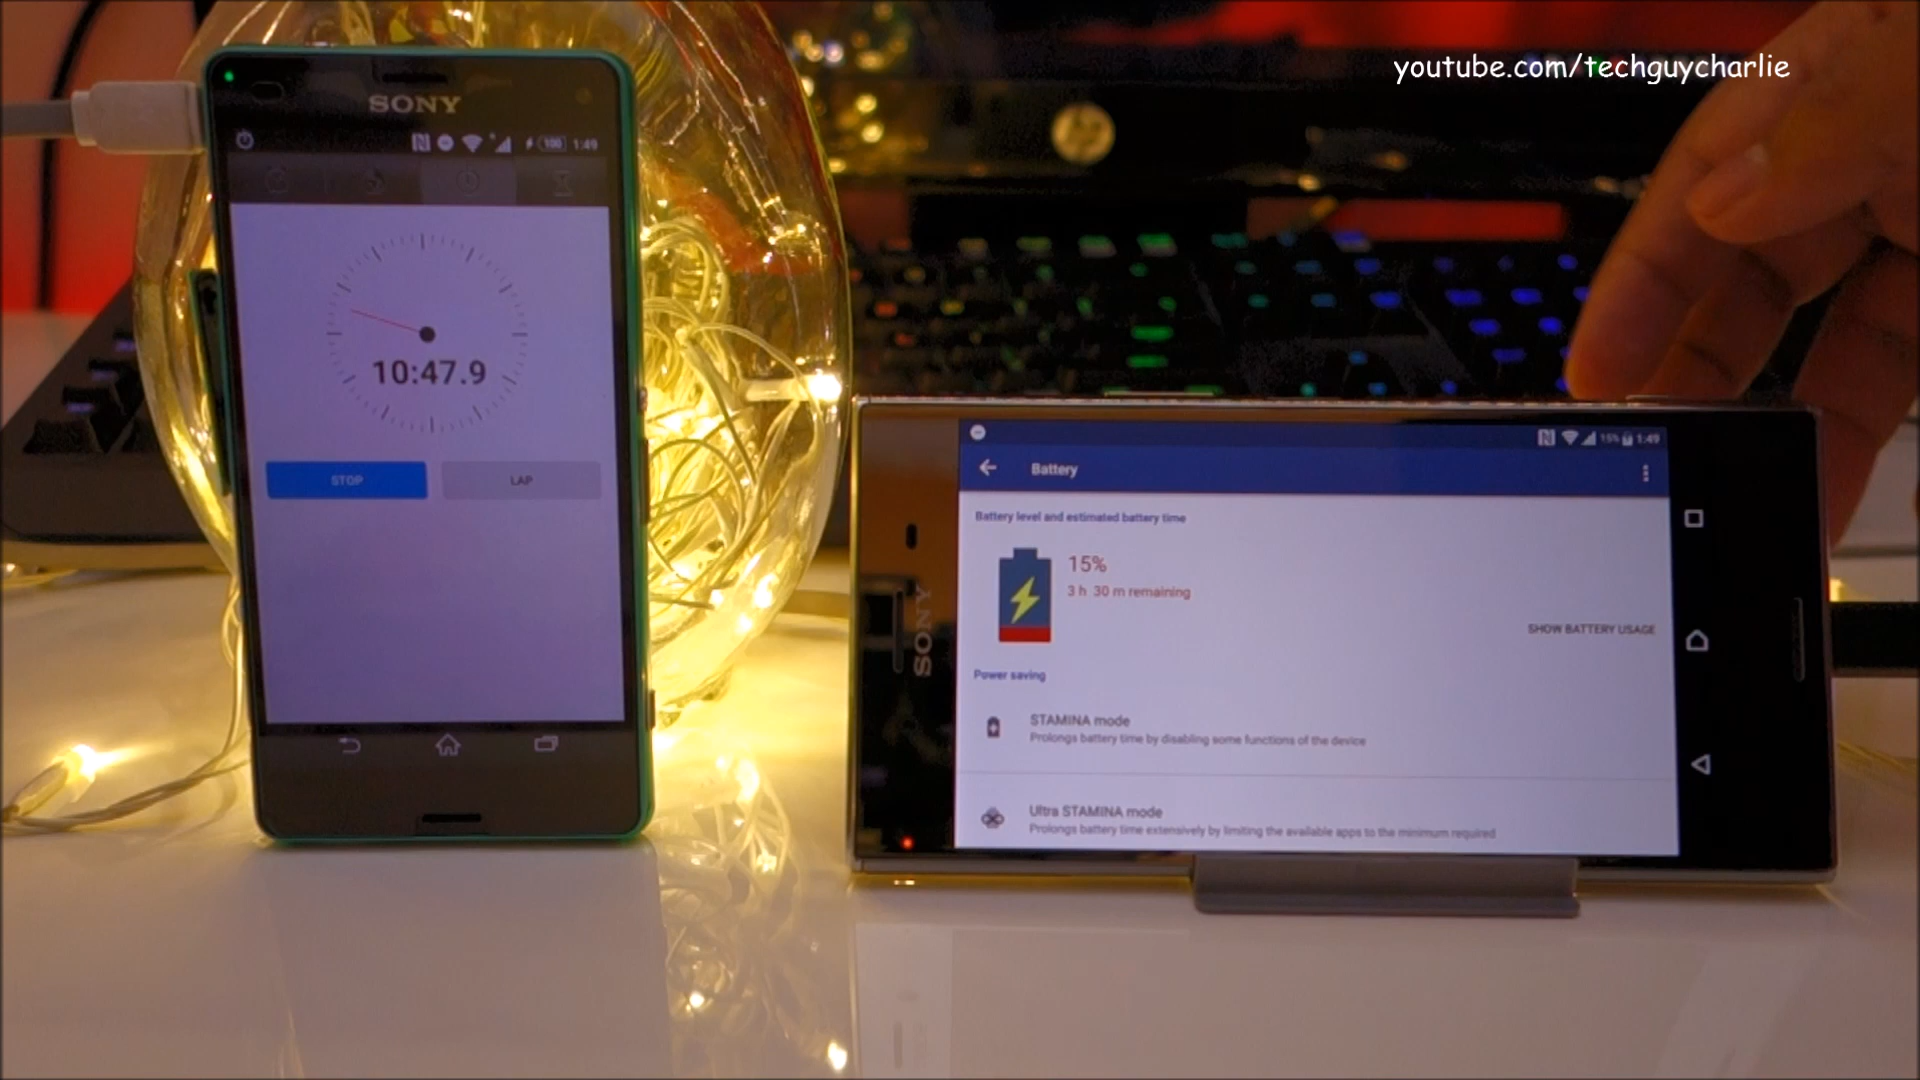 youtube.com/techguycharlie
SONY
100 1:49
10:47.9
STOP
LAP
SONY
15% 1:49
Battery
Battery level and estimated battery time
15%
3 h 30 m remaining
SHOW BATTERY USAGE
Power saving
STAMINA mode
Prolongs battery time by disabling some functions of the device
Ultra STAMINA mode
Prolongs battery time extensively by limiting the available apps to the minimum required
hp